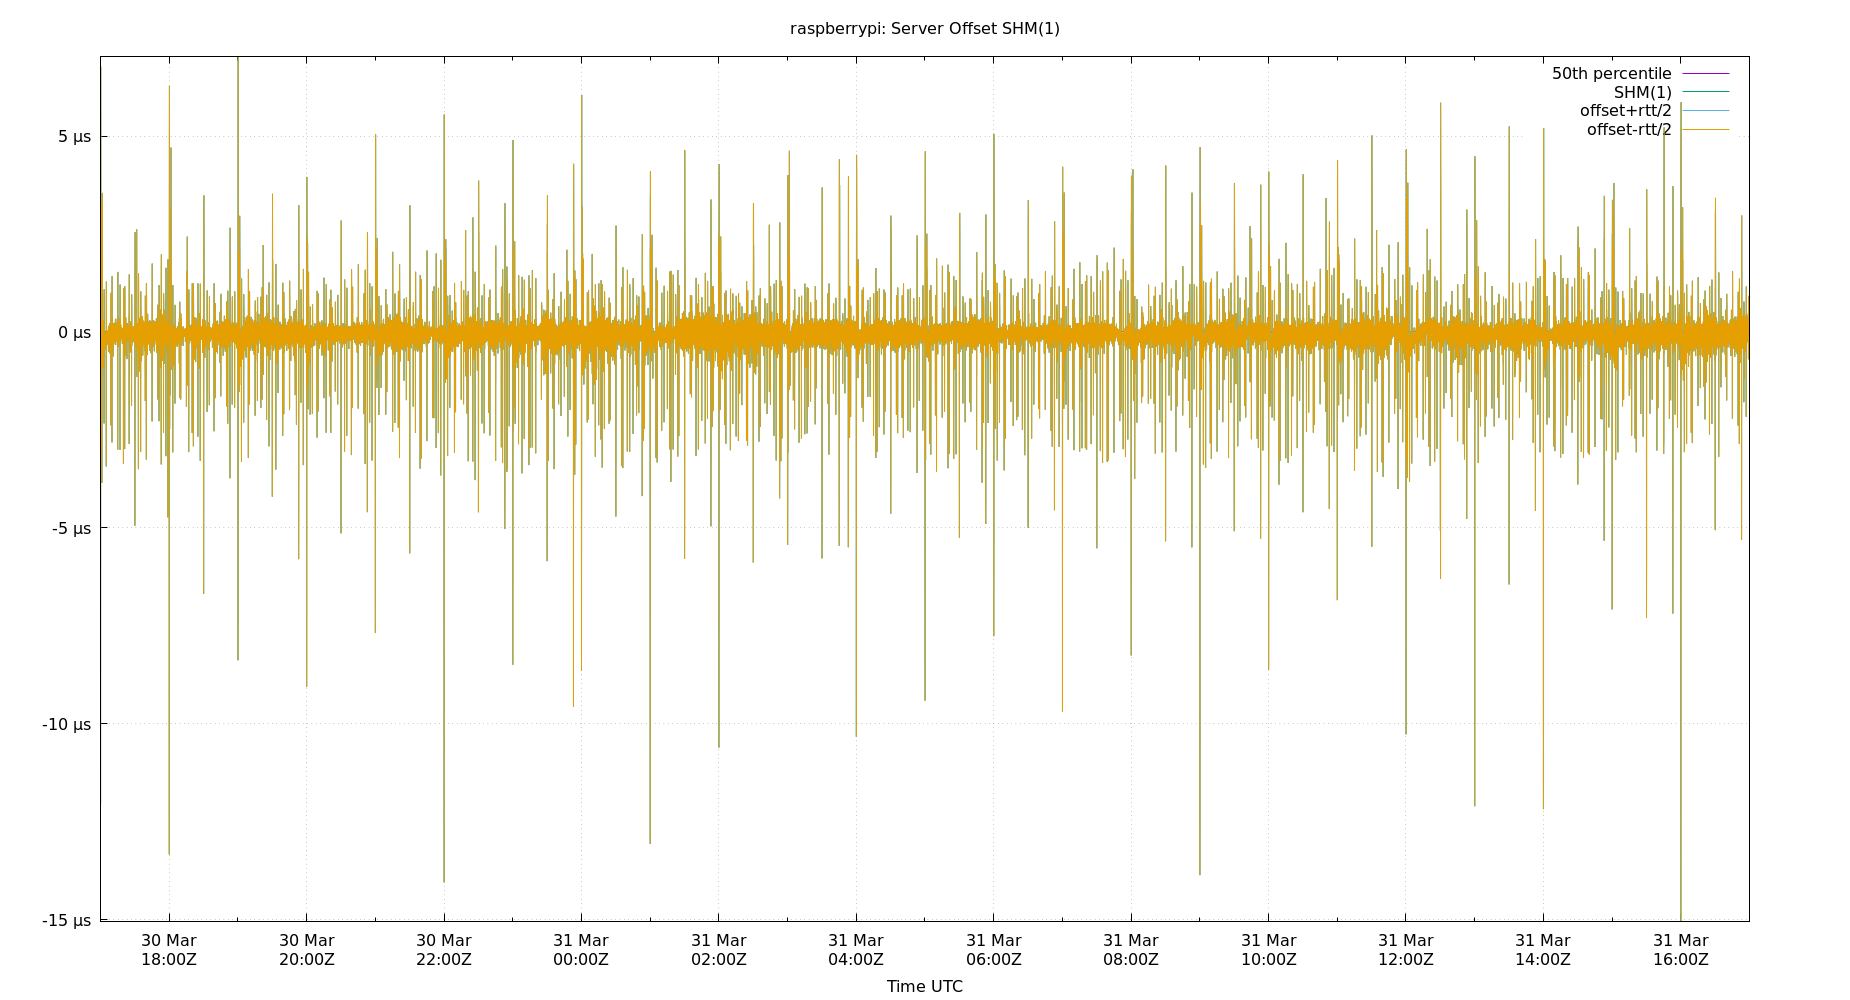 raspberrypi: Server Offset SHM(1)
50th percentile
SHM(1)
offset+rtt/2
offset-rtt/2
5 µs
0 µs
-5 µs
-10 µs
-15 µs
30 Mar 30 Mar 30 Mar 31 Mar 31 Mar 31 Mar 31 Mar 31 Mar 31 Mar 31 Mar 31 Mar 31 Mar
18:00Z 20:00Z 22:00Z 00:00Z 02:00Z 04:00Z 06:00Z 08:00Z 10:00Z 12:00Z 14:00Z 16:00Z
Time UTC